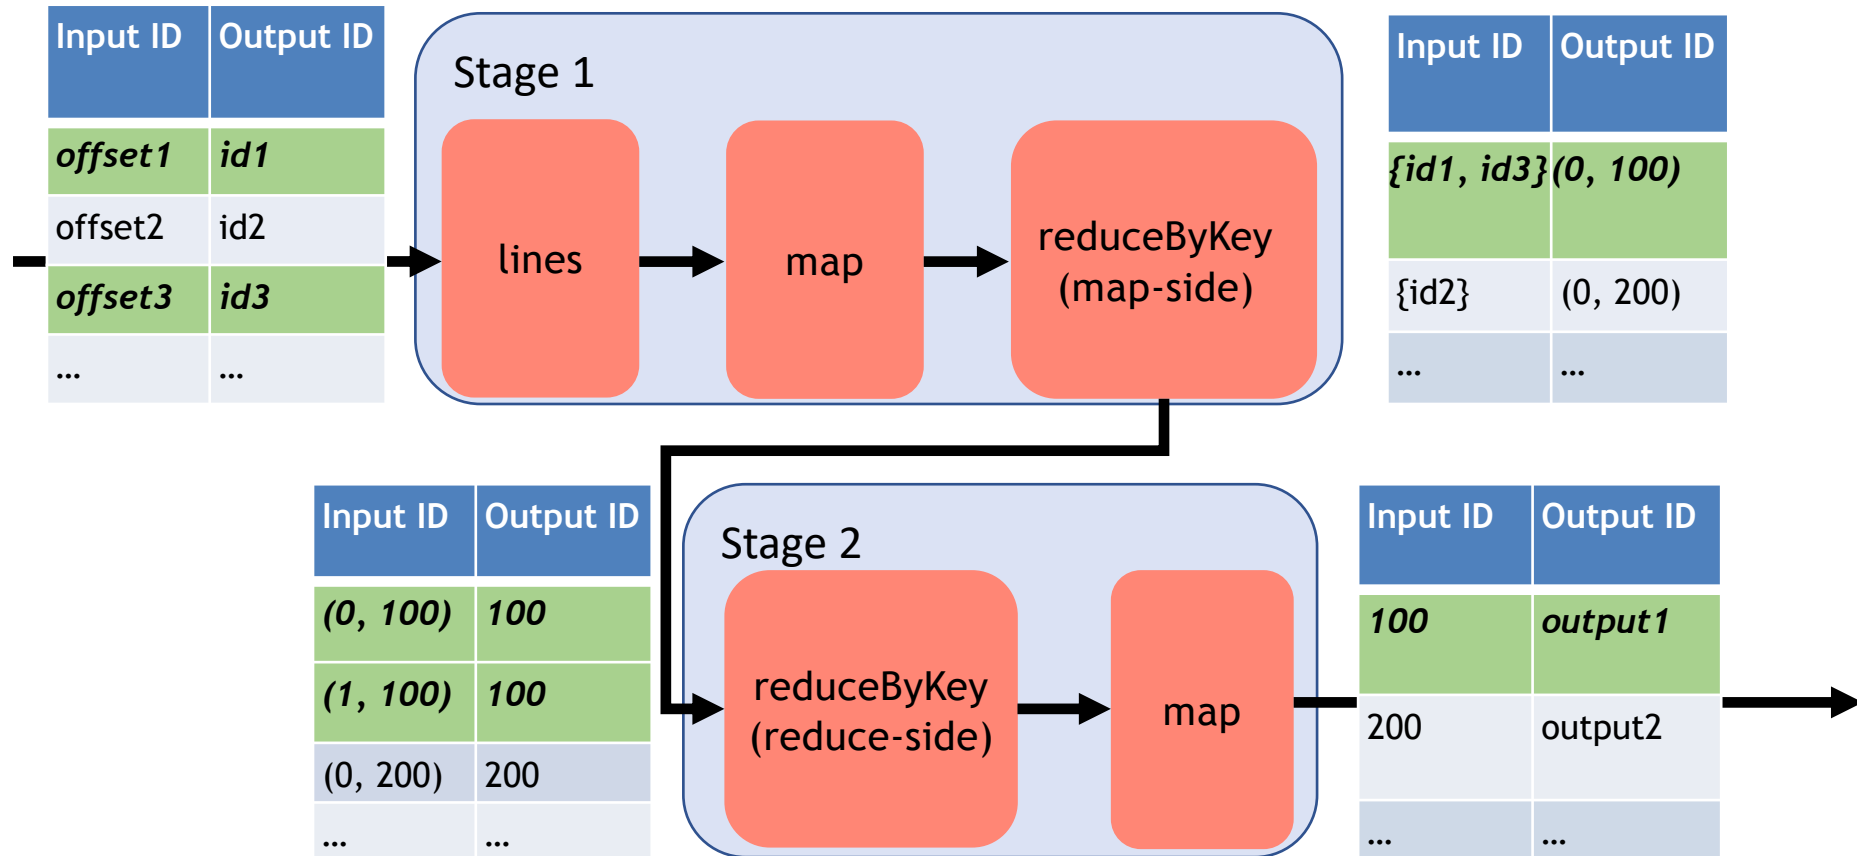 Input ID Output ID
offset1 id1
offset2 id2
offset3 id3
... ...
Stage 1
lines
map
reduceByKey
(map-side)
Input ID Output ID
{id1, id3} (0, 100)
{id2} (0, 200)
... ...
Input ID Output ID
(0, 100) 100
(1, 100) 100
(0, 200) 200
... ...
Stage 2
reduceByKey
(reduce-side)
map
Input ID Output ID
100 output1
200 output2
... ...